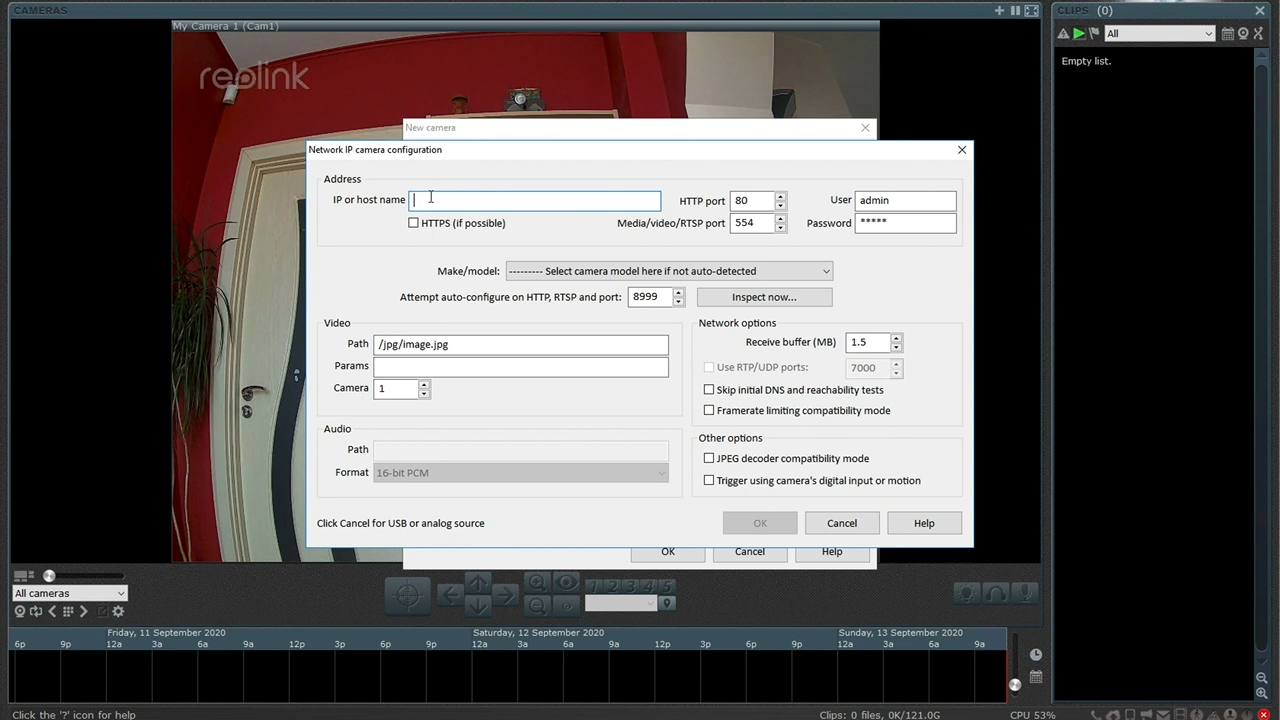 CAMERAS
CLIPS (0)
My Camera 1 (Cam1)
All
Empty list.
reolink
New camera
Network IP camera configuration
Address
IP or host name
HTTP port 80
User admin
HTTPS (if possible)
Media/video/RTSP port 554
Password *****
Make/model: --------- Select camera model here if not auto-detected
Attempt auto-configure on HTTP, RTSP and port: 8999
Inspect now...
Video
Path /jpg/image.jpg
Params
Camera 1
Network options
Receive buffer (MB) 1.5
Use RTP/UDP ports: 7000
Skip initial DNS and reachability tests
Framerate limiting compatibility mode
Audio
Path
Format 16-bit PCM
Other options
JPEG decoder compatibility mode
Trigger using camera's digital input or motion
Click Cancel for USB or analog source
OK Cancel Help
OK Cancel Help
All cameras
1 2 3 4 5
Friday, 11 September 2020 Saturday, 12 September 2020 Sunday, 13 September 2020
6p 9p 12a 3a 6a 9a 12p 3p 6p 9p 12a 3a 6a 9a 12p 3p 6p 9p 12a 3a 6a 9a
Click the '?' icon for help
Clips: 0 files, 0K/121.0G
CPU 53%